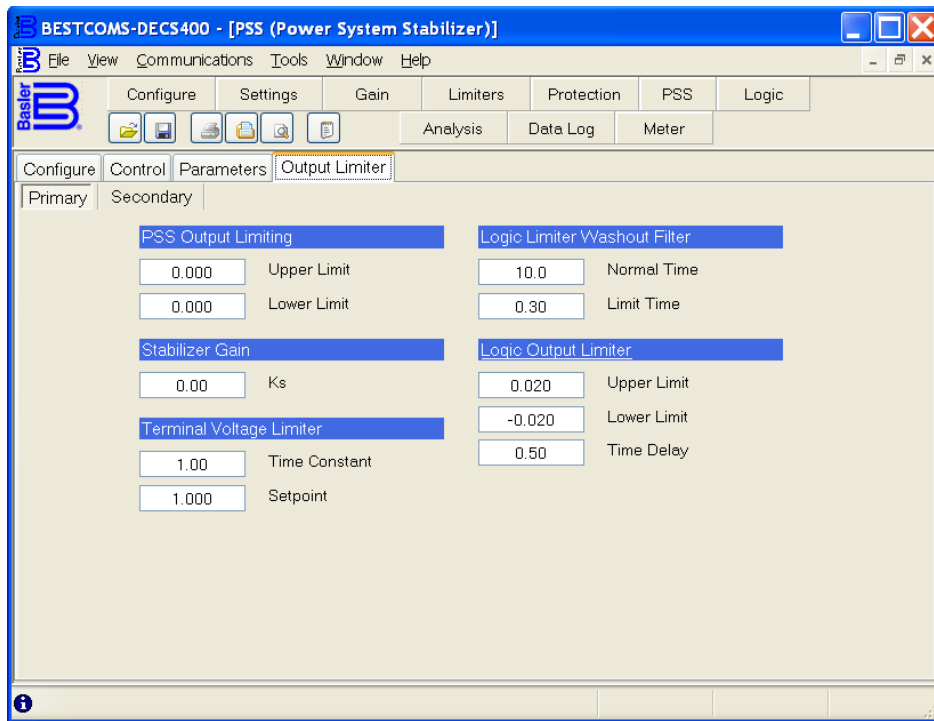 BESTCOMS-DECS400 - [PSS (Power System Stabilizer)]
File View Communications Tools Window Help
Basler
Configure Settings Gain Limiters Protection PSS Logic
Analysis Data Log Meter
Configure Control Parameters Output Limiter
Primary Secondary
PSS Output Limiting
0.000 Upper Limit
0.000 Lower Limit
Stabilizer Gain
0.00 Ks
Terminal Voltage Limiter
1.00 Time Constant
1.000 Setpoint
Logic Limiter Washout Filter
10.0 Normal Time
0.30 Limit Time
Logic Output Limiter
0.020 Upper Limit
-0.020 Lower Limit
0.50 Time Delay